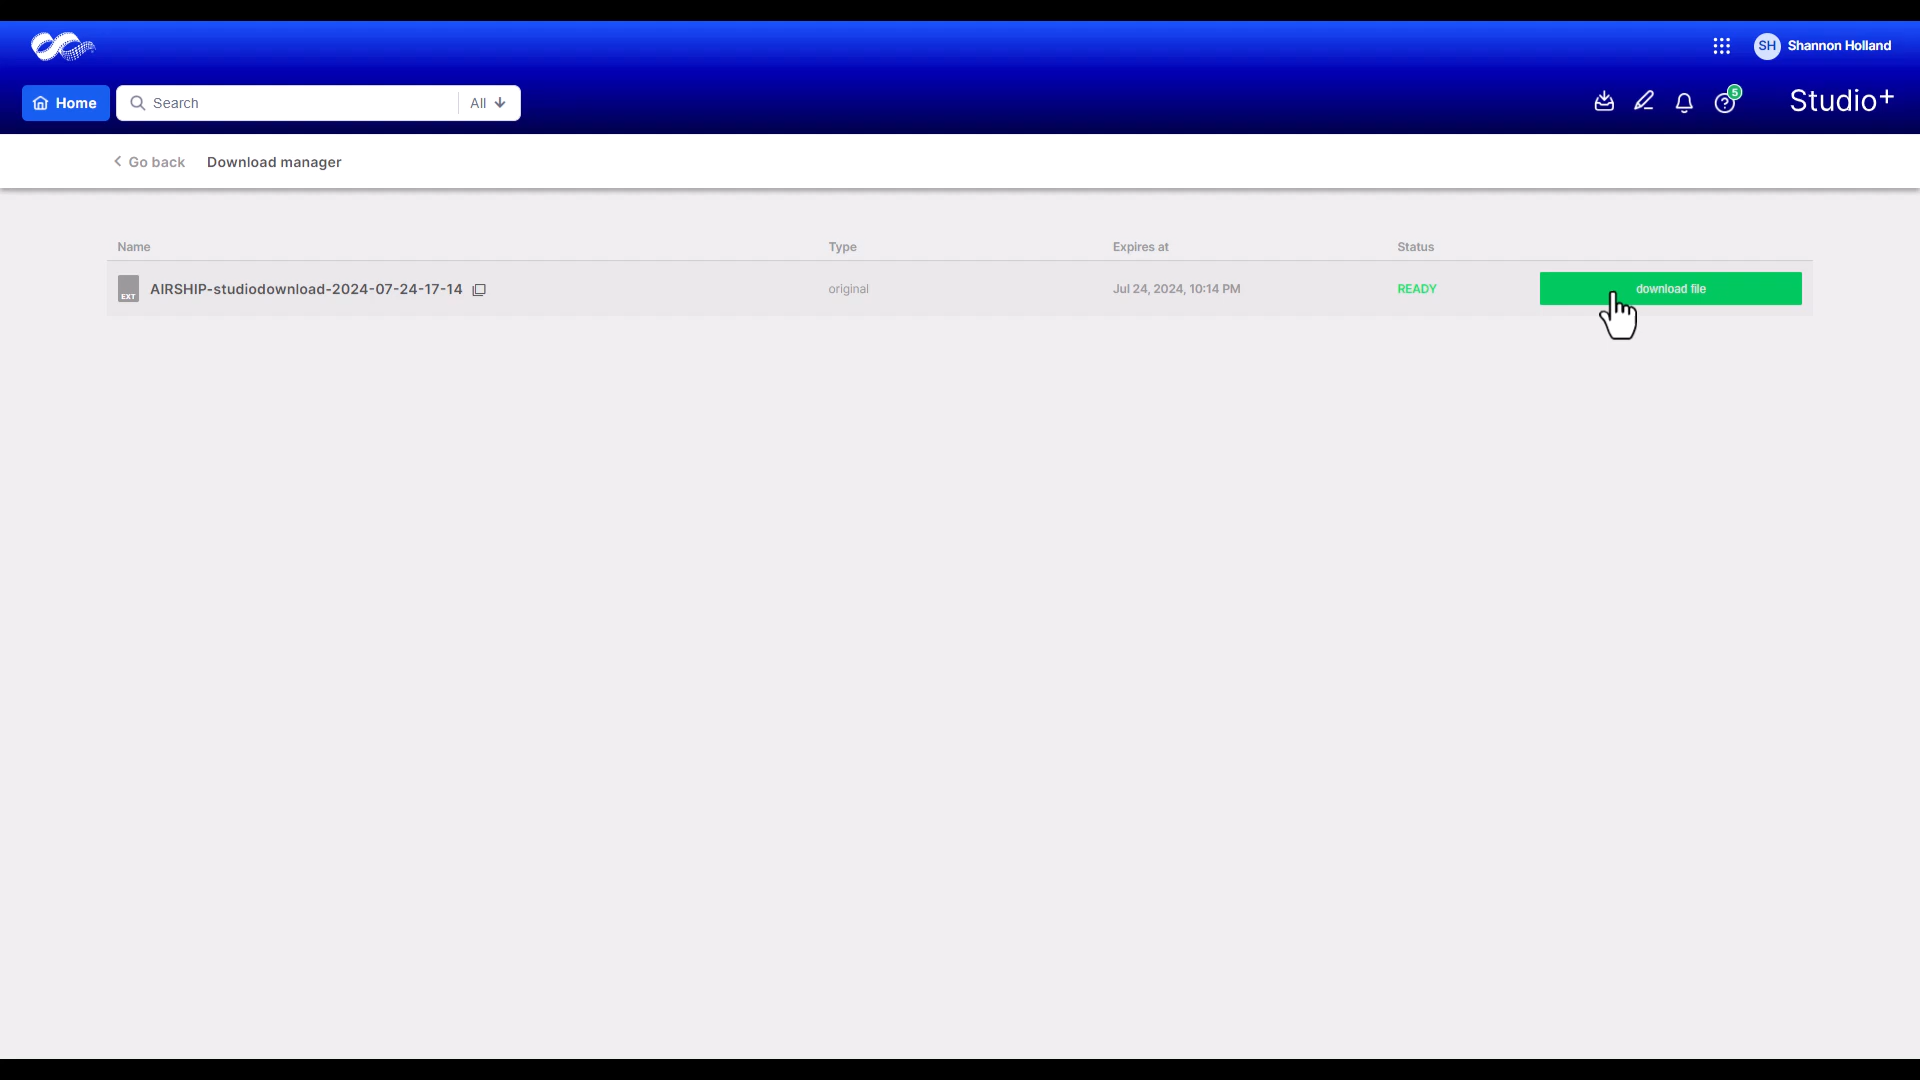 SH Shannon Holland
Home Search All 5 Studio+
Go back Download manager
Name Type Expires at Status
EXT AIRSHIP-studiodownload-2024-07-24-17-14 original Jul 24, 2024, 10:14 PM READY download file